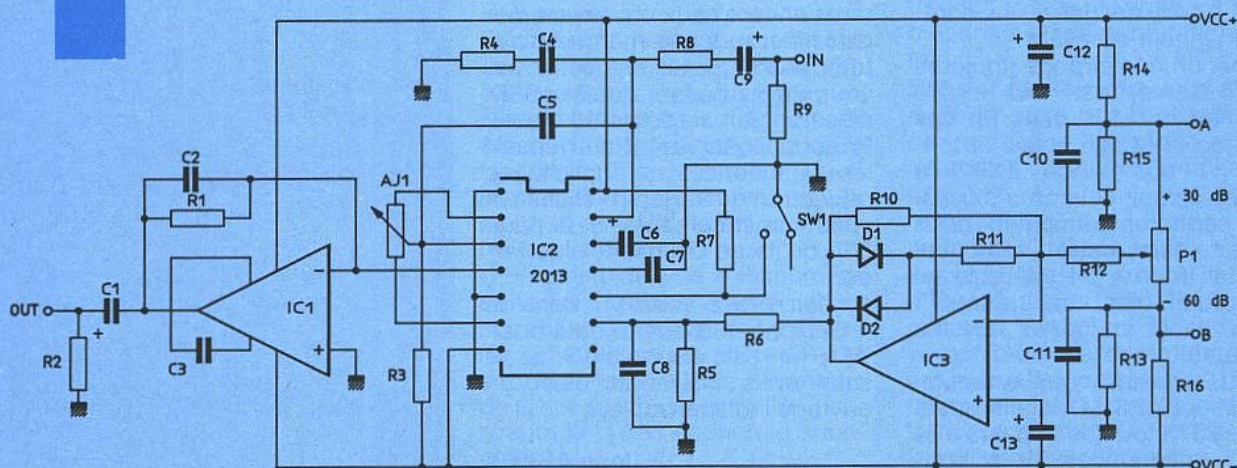 VCC+
R4
C4
R8
+
C9
IN
+
C12
R14
C5
R9
A
C2
R1
AJ1
C10
R15
+ 30 dB
IC2
2013
+
C6
C7
R7
SW1
R10
D1
R11
R12
P1
OUT
C1
+
R2
-
IC1
+
C3
R3
D2
-
IC3
+
- 60 dB
B
R6
C8
R5
C11
R13
R16
+
C13
VCC-